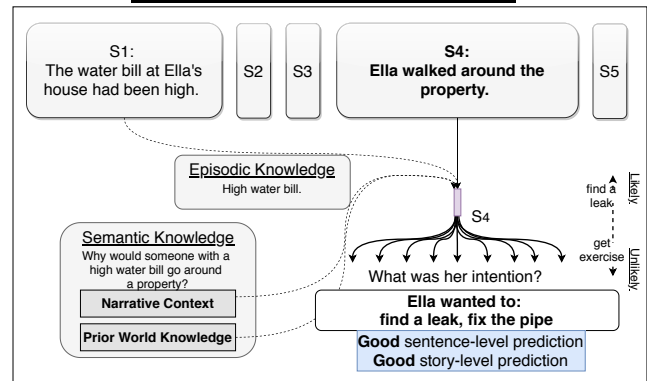 S1:
The water bill at Ella's
house had been high.
S2
S3
S4:
Ella walked around the
property.
S5
Episodic Knowledge
High water bill.
Semantic Knowledge
Why would someone with a
high water bill go around
a property?
Narrative Context
Prior World Knowledge
S4
find a
leak
Likely
get
exercise
Unlikely
What was her intention?
Ella wanted to:
find a leak, fix the pipe
Good sentence-level prediction
Good story-level prediction